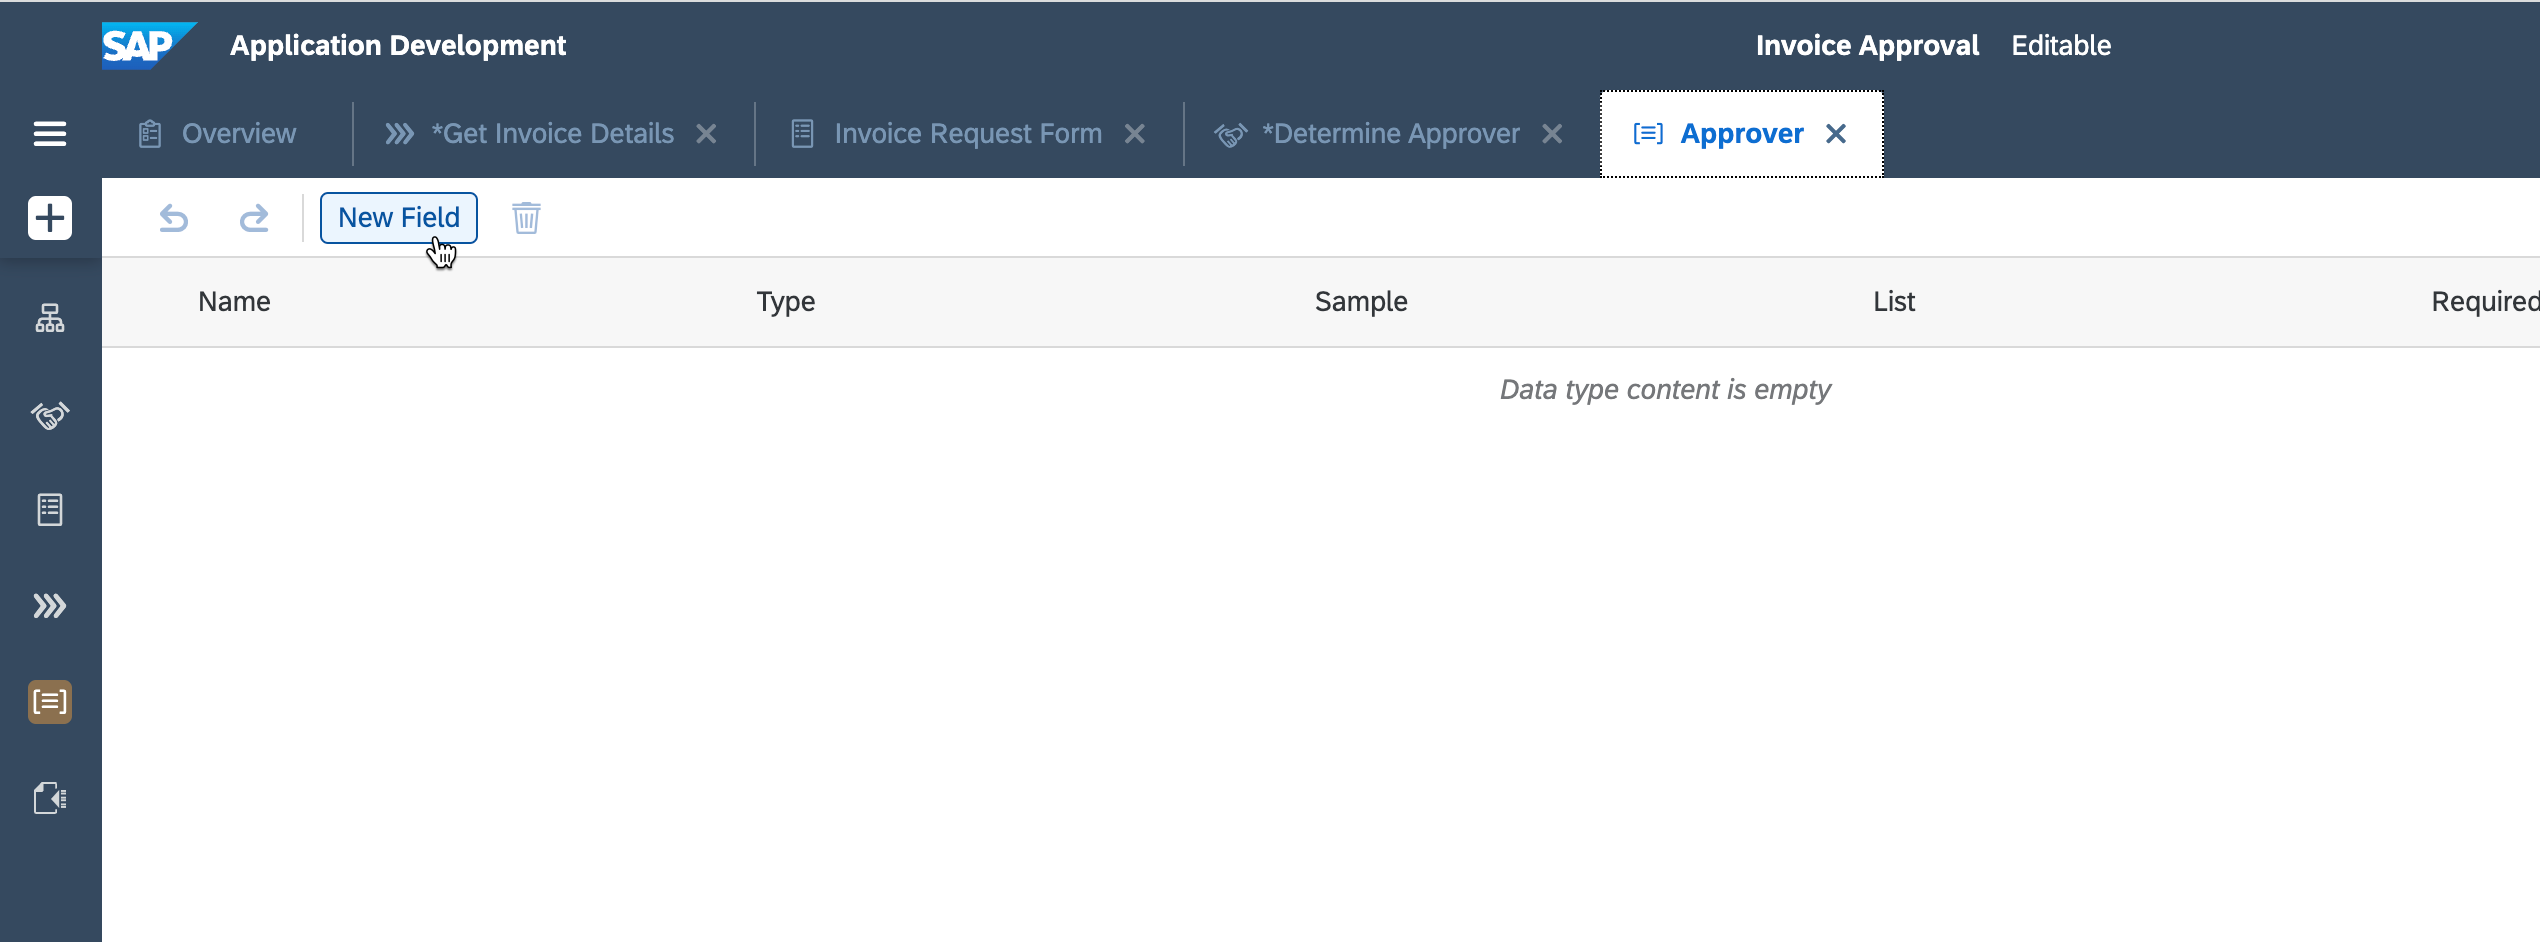 SAP Application Development Invoice Approval Editable
Overview *Get Invoice Details Invoice Request Form *Determine Approver Approver
New Field
Name Type Sample List Required
Data type content is empty